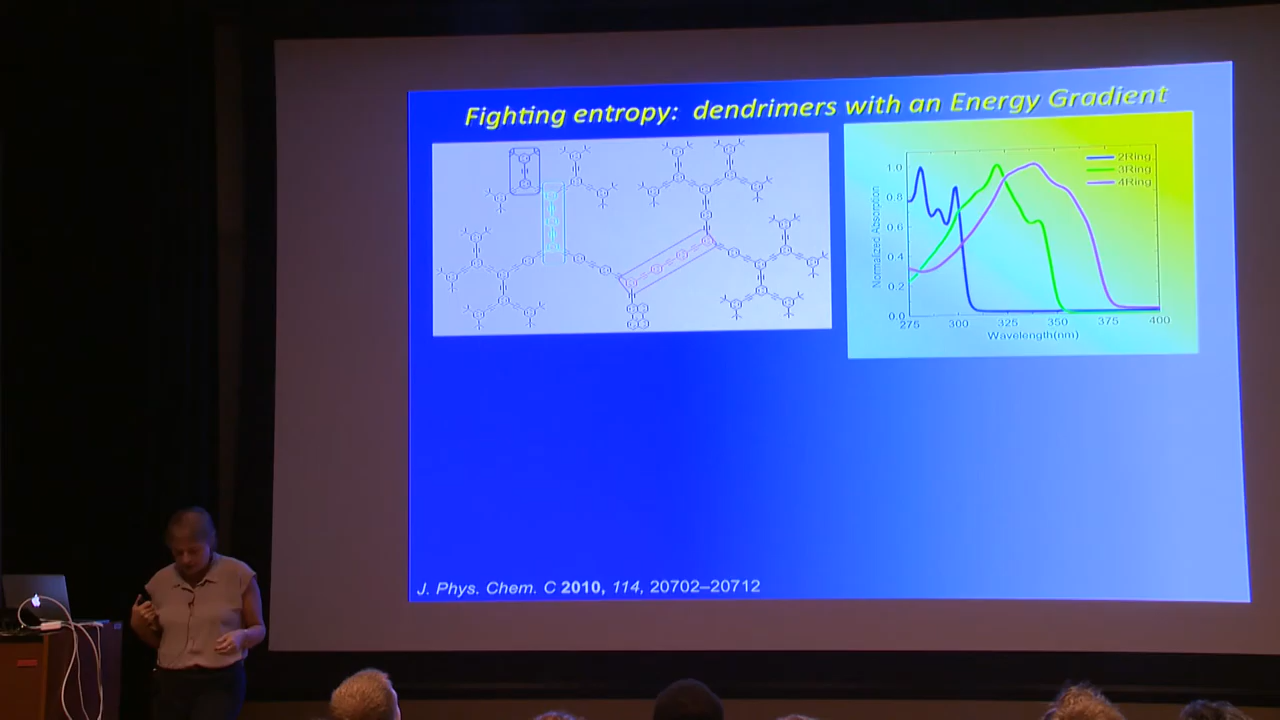 Fighting entropy: dendrimers with an Energy Gradient
2Ring
3Ring
4Ring
1.0
0.8
0.6
0.4
0.2
0.0
Normalized Absorption
275 300 325 350 375 400
Wavelength(nm)
J. Phys. Chem. C 2010, 114, 20702–20712